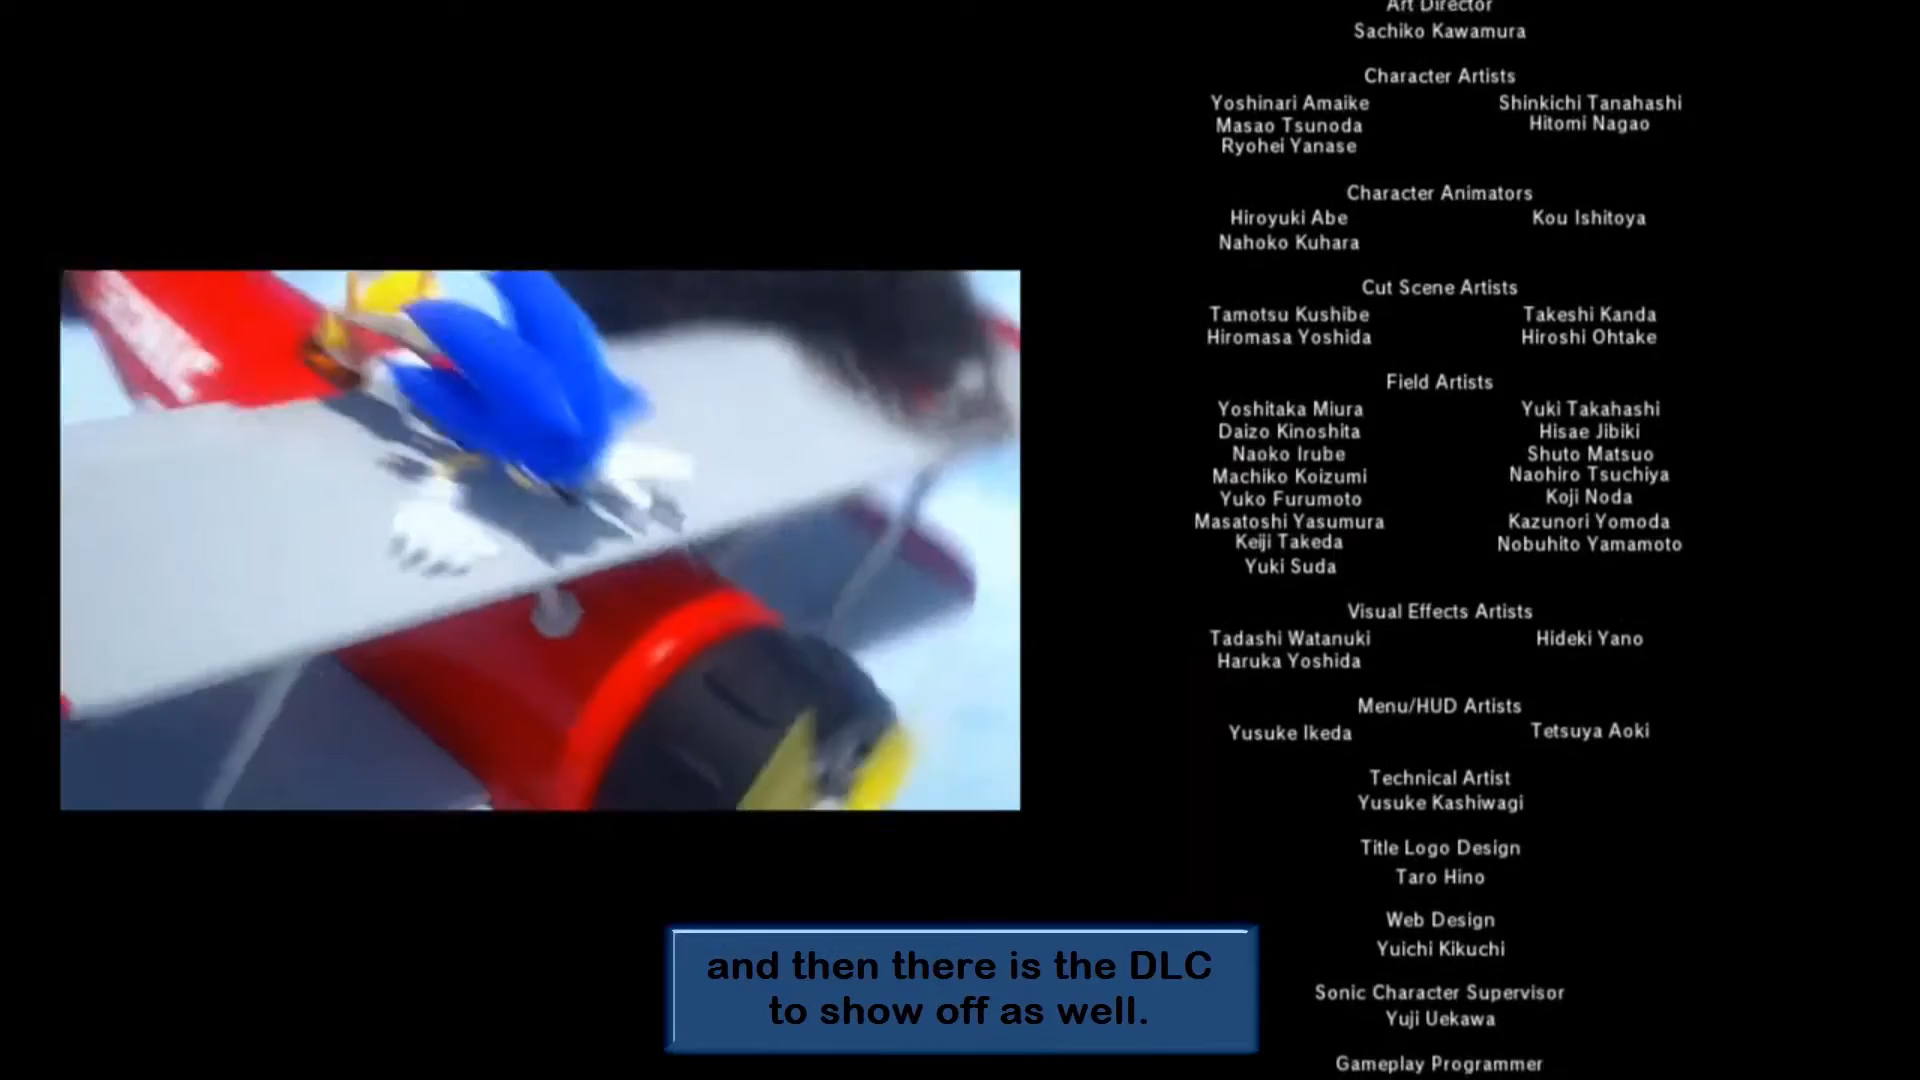 Art Director
Sachiko Kawamura
Character Artists
Yoshinari Amaike Shinkichi Tanahashi
Masao Tsunoda Hitomi Nagao
Ryohei Yanase
Character Animators
Hiroyuki Abe Kou Ishitoya
Nahoko Kuhara
Cut Scene Artists
Tamotsu Kushibe Takeshi Kanda
Hiromasa Yoshida Hiroshi Ohtake
Field Artists
Yoshitaka Miura Yuki Takahashi
Daizo Kinoshita Hisae Jibiki
Naoko Irube Shuto Matsuo
Machiko Koizumi Naohiro Tsuchiya
Yuko Furumoto Koji Noda
Masatoshi Yasumura Kazunori Yomoda
Keiji Takeda Nobuhito Yamamoto
Yuki Suda
Visual Effects Artists
Tadashi Watanuki Hideki Yano
Haruka Yoshida
Menu/HUD Artists
Yusuke Ikeda Tetsuya Aoki
Technical Artist
Yusuke Kashiwagi
Title Logo Design
Taro Hino
Web Design
Yuichi Kikuchi
Sonic Character Supervisor
Yuji Uekawa
Gameplay Programmer
and then there is the DLC
to show off as well.